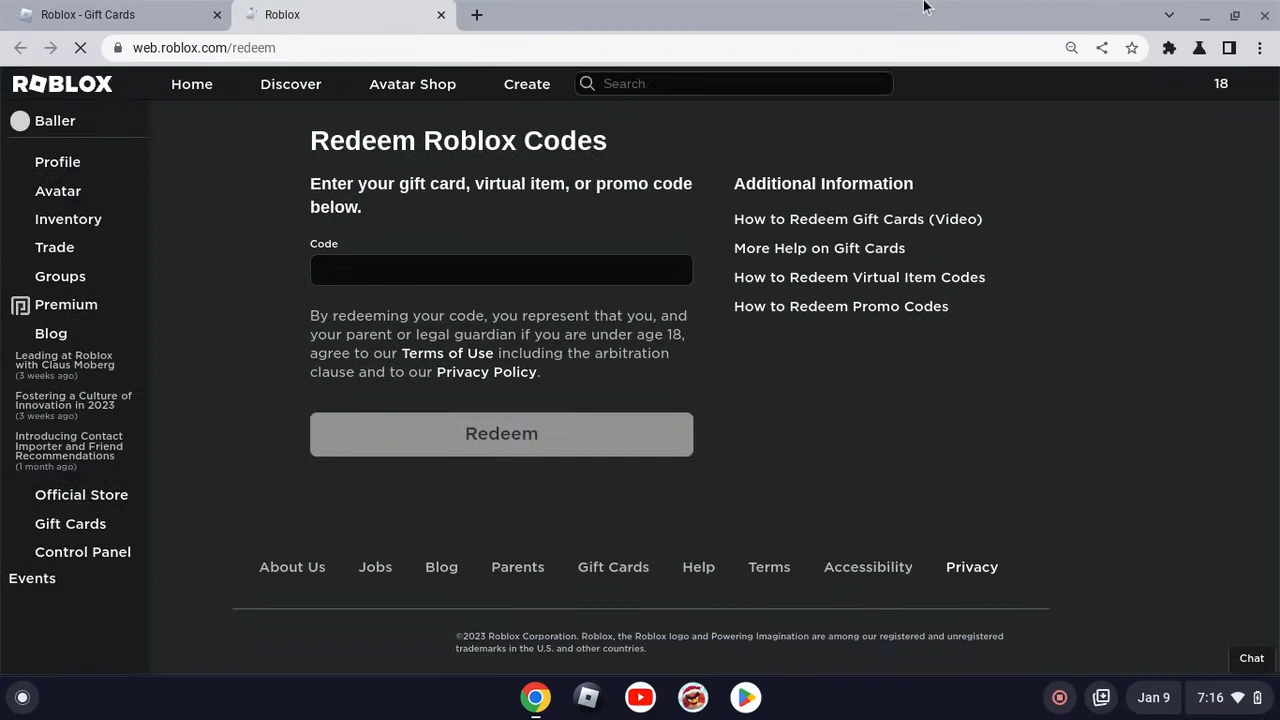 Roblox - Gift Cards
Roblox
web.roblox.com/redeem
ROBLOX
Home
Discover
Avatar Shop
Create
Search
18
Baller
Profile
Avatar
Inventory
Trade
Groups
Premium
Blog
Leading at Roblox
with Claus Moberg
(3 weeks ago)
Fostering a Culture of
Innovation in 2023
(3 weeks ago)
Introducing Contact
Importer and Friend
Recommendations
(1 month ago)
Official Store
Gift Cards
Control Panel
Events
Redeem Roblox Codes
Enter your gift card, virtual item, or promo code
below.
Code
By redeeming your code, you represent that you, and
your parent or legal guardian if you are under age 18,
agree to our Terms of Use including the arbitration
clause and to our Privacy Policy.
Redeem
Additional Information
How to Redeem Gift Cards (Video)
More Help on Gift Cards
How to Redeem Virtual Item Codes
How to Redeem Promo Codes
About Us
Jobs
Blog
Parents
Gift Cards
Help
Terms
Accessibility
Privacy
©2023 Roblox Corporation. Roblox, the Roblox logo and Powering Imagination are among our registered and unregistered
trademarks in the U.S. and other countries.
Chat
Jan 9
7:16